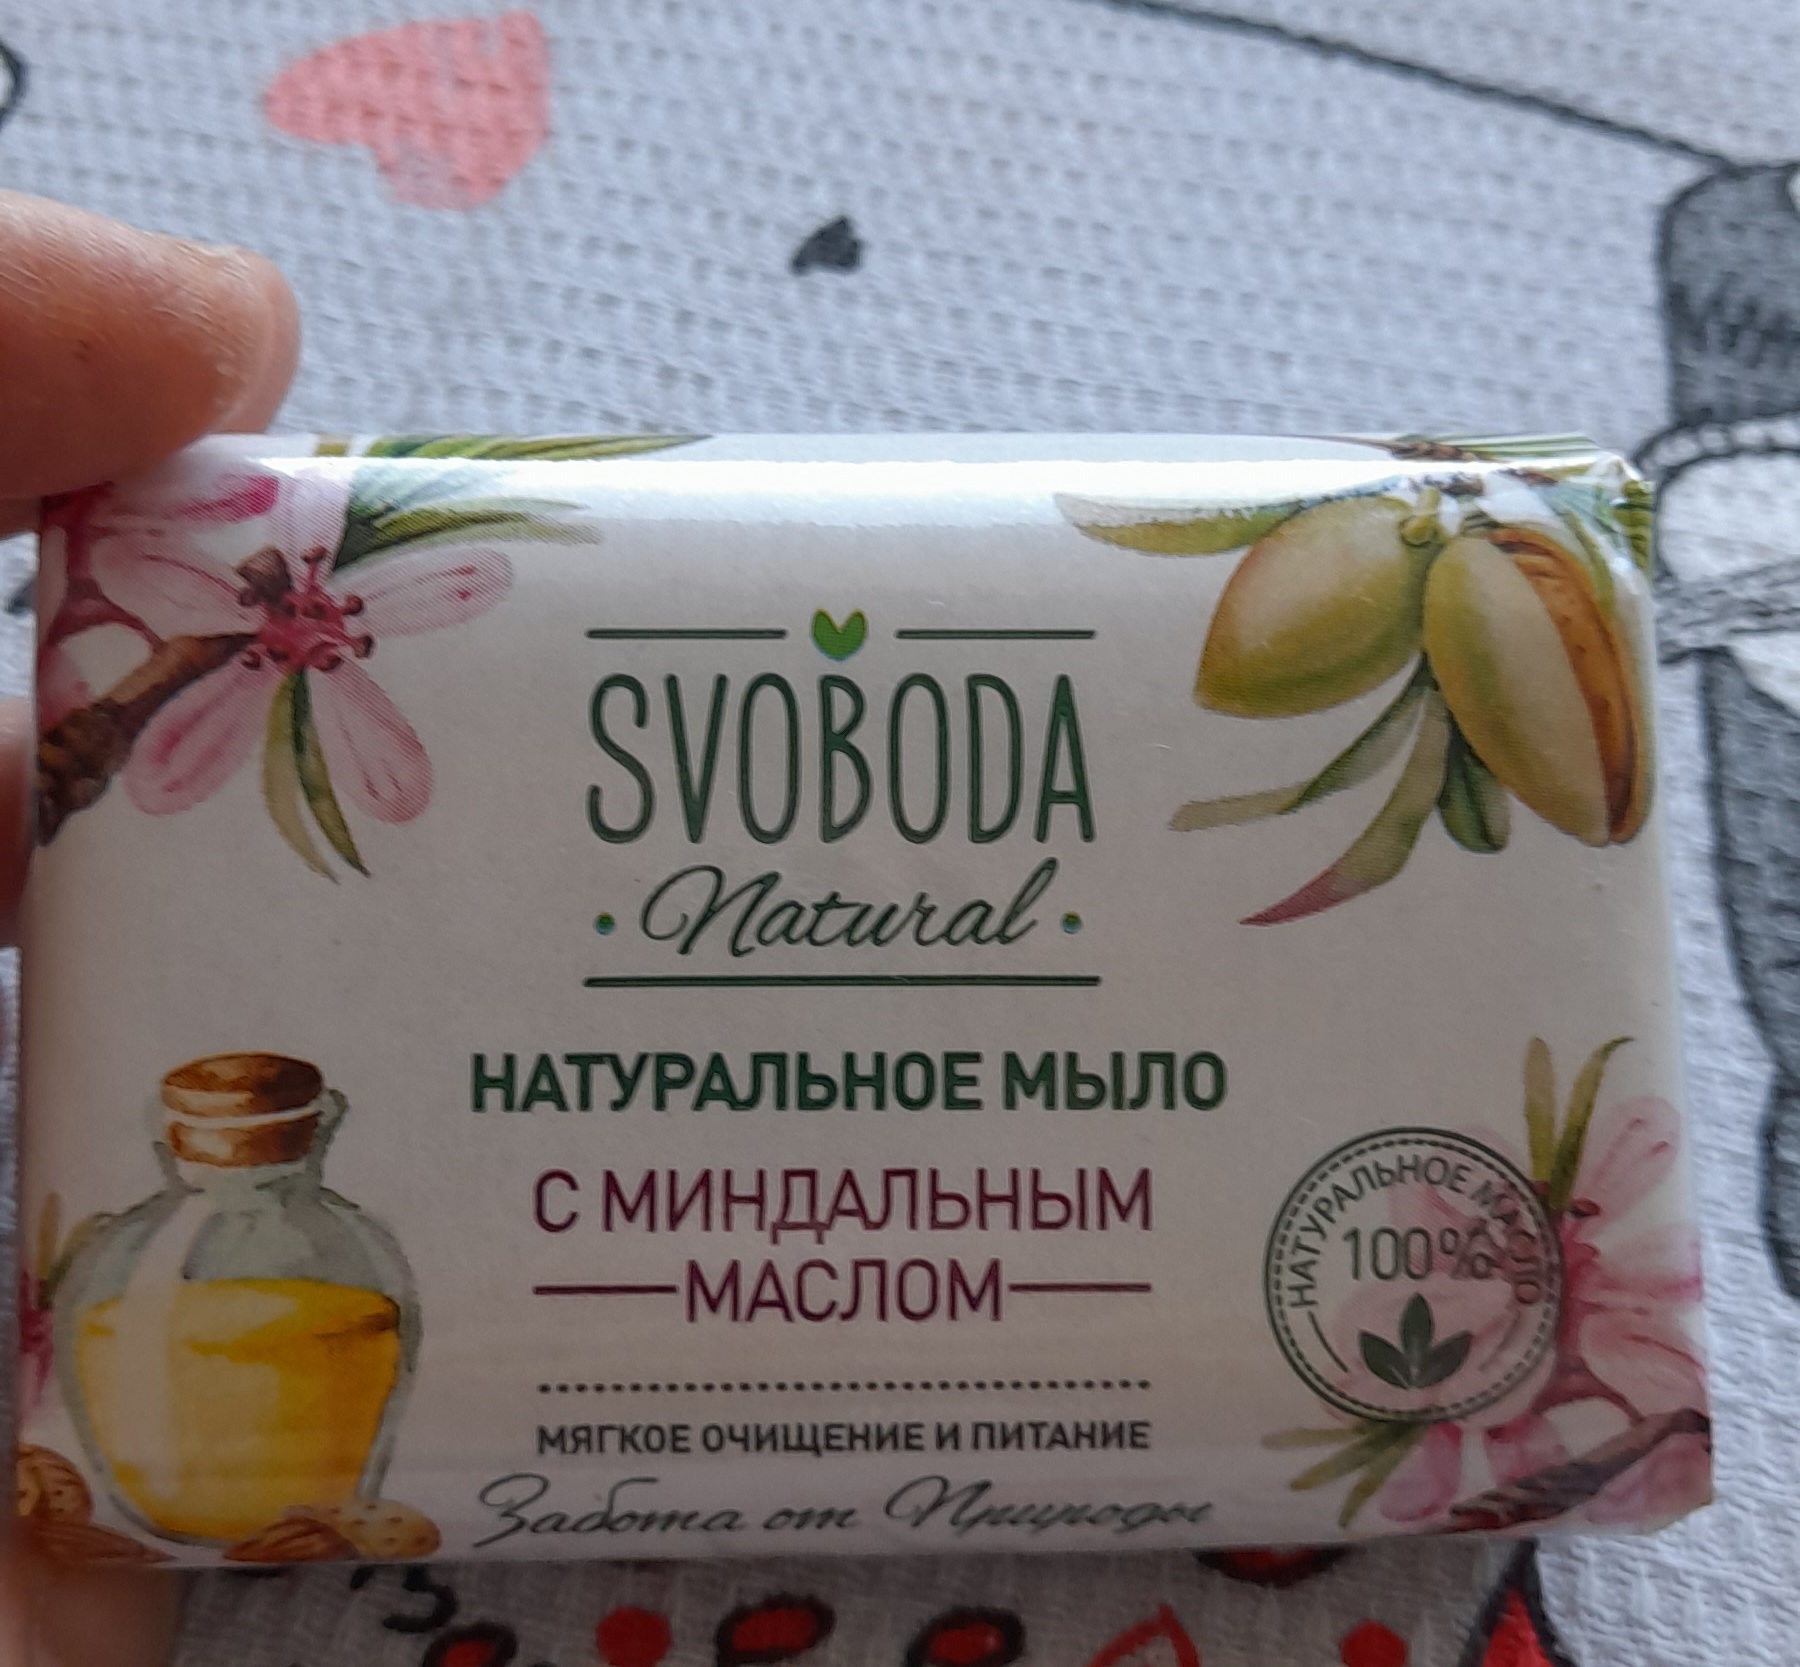 SVOBODA
Natural
НАТУРАЛЬНОЕ МЫЛО
С МИНДАЛЬНЫМ
МАСЛОМ
НАТУРАЛЬНОЕ МАСЛО
100%
МЯГКОЕ ОЧИЩЕНИЕ И ПИТАНИЕ
Забота от Природы